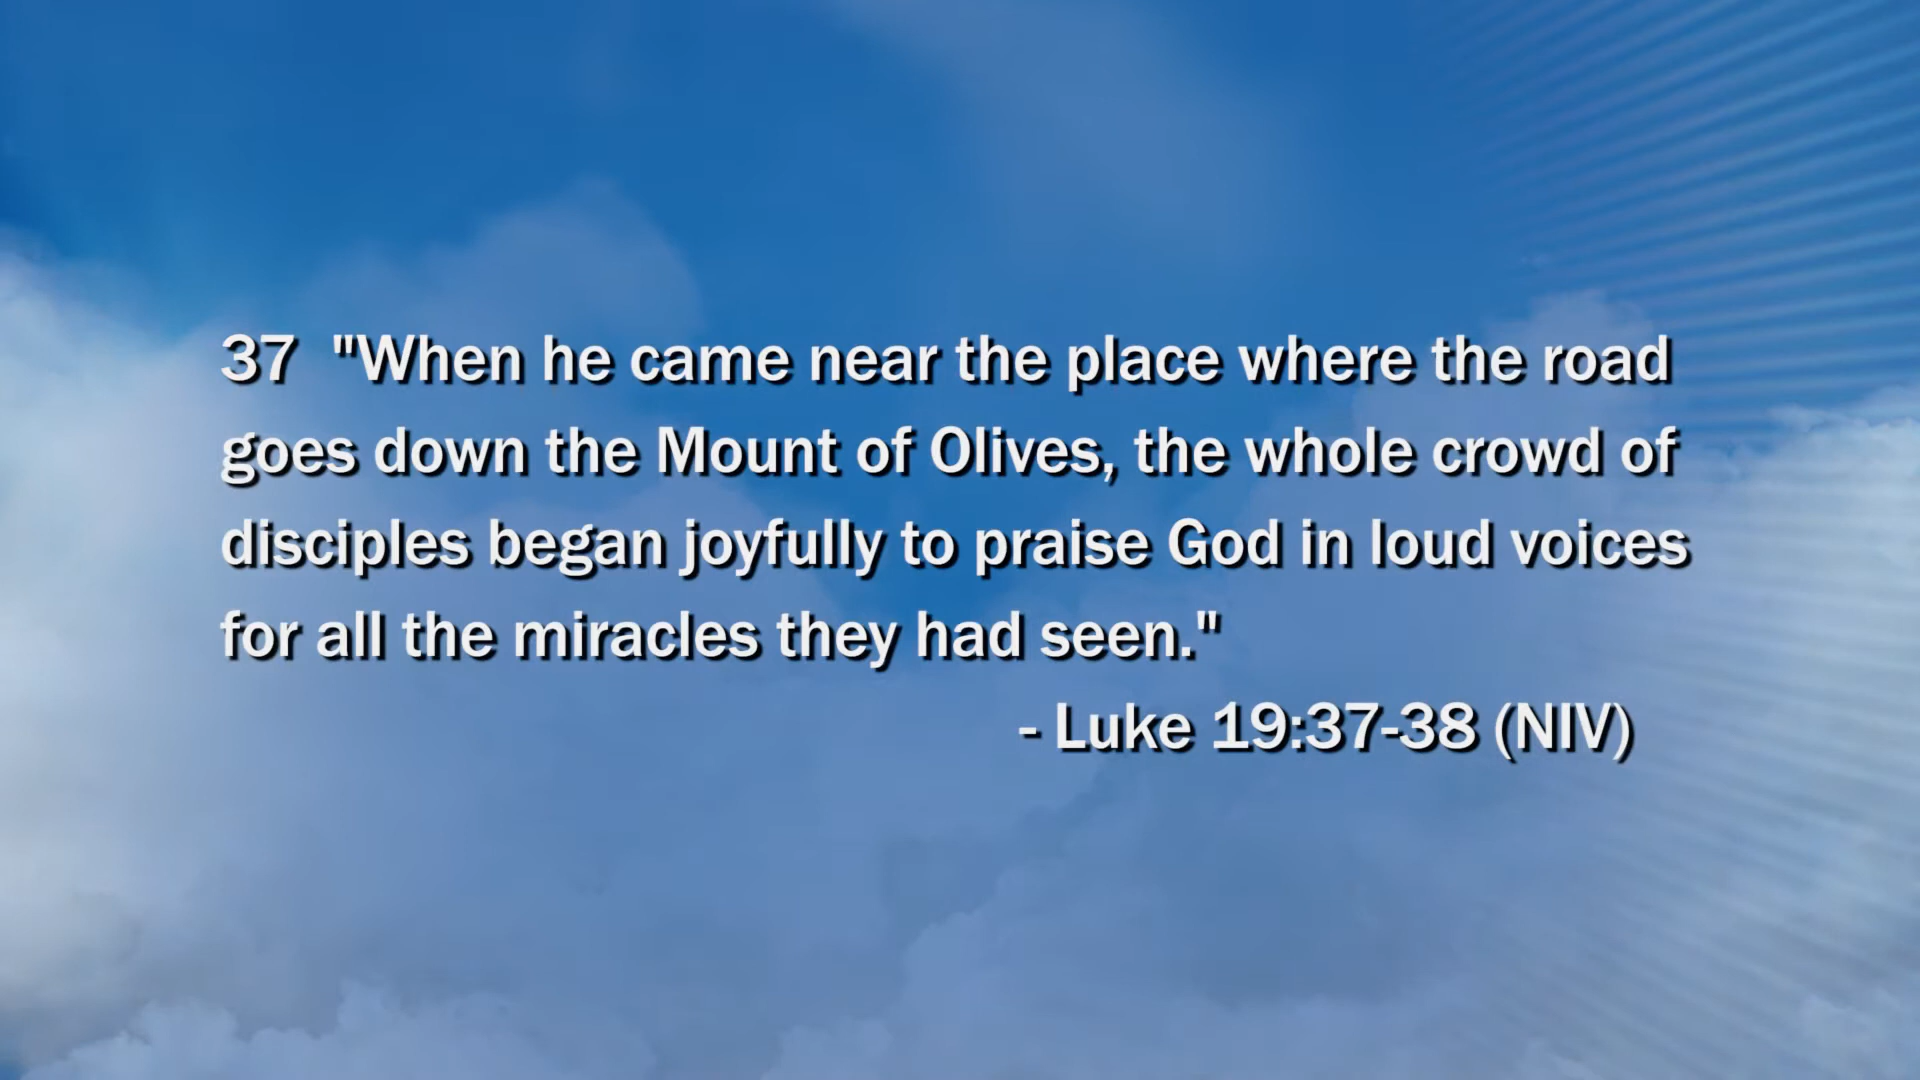 37 "When he came near the place where the road
goes down the Mount of Olives, the whole crowd of
disciples began joyfully to praise God in loud voices
for all the miracles they had seen."
- Luke 19:37-38 (NIV)